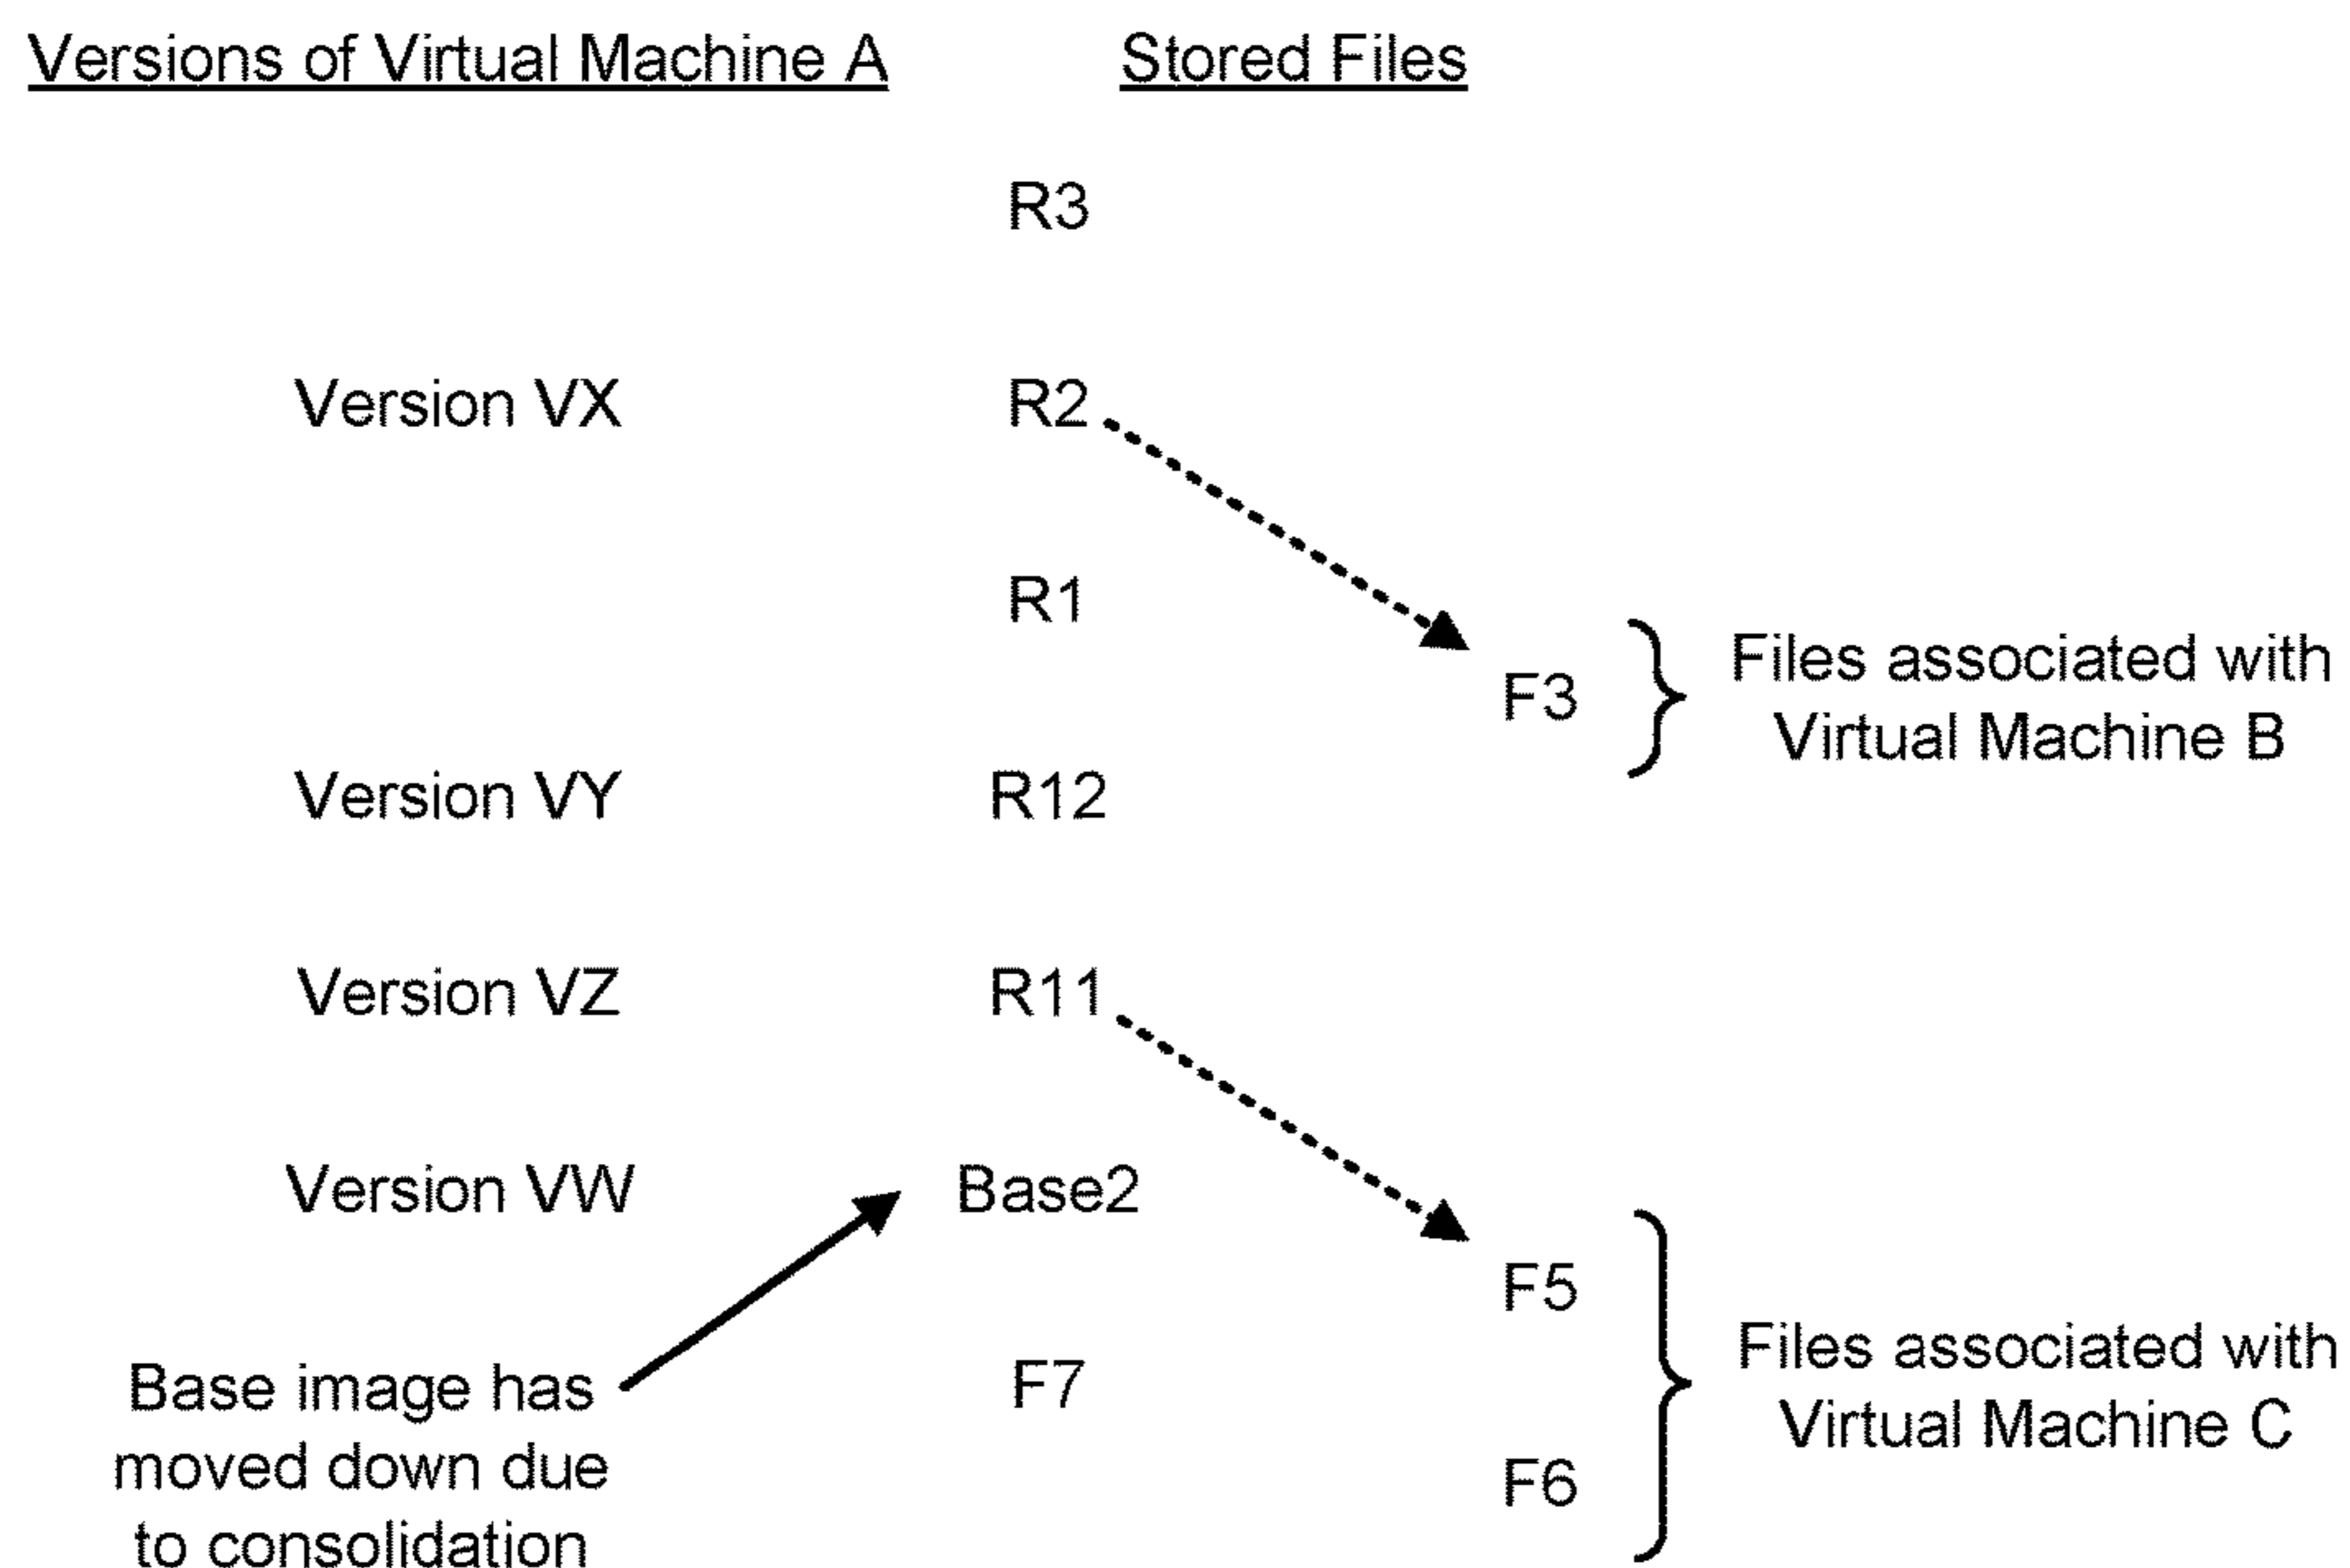 Versions of Virtual Machine A
Stored Files
R3
Version VX
R2
R1
Files associated with
Virtual Machine B
F3
Version VY
R12
Version VZ
R11
Version VW
Base2
F5
Base image has
moved down due
to consolidation
F7
Files associated with
Virtual Machine C
F6